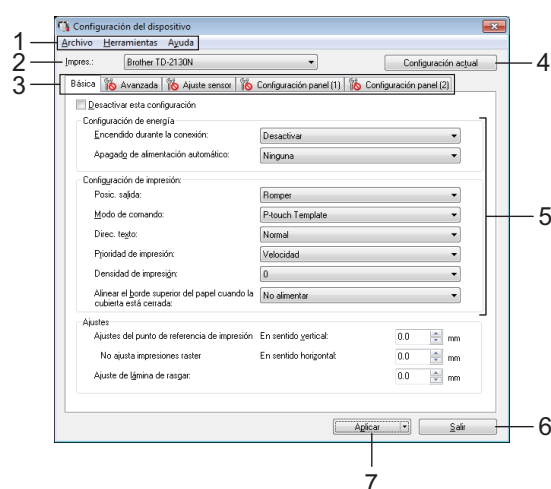 Configuración del dispositivo
1
Archivo Herramientas Ayuda
2
Impres.: Brother TD-2130N Configuración actual
4
3
Básica Avanzada Ajuste sensor Configuración panel (1) Configuración panel (2)
Desactivar esta configuración
Configuración de energía
Encendido durante la conexión: Desactivar
Apagado de alimentación automático: Ninguna
Configuración de impresión:
Posic. salida: Romper
5
Modo de comando: P-touch Template
Direc. texto: Normal
Prioridad de impresión: Velocidad
Densidad de impresión: 0
Alinear el borde superior del papel cuando la
cubierta está cerrada:
No alimentar
Ajustes
Ajustes del punto de referencia de impresión En sentido vertical: 0.0 mm
No ajusta impresiones raster En sentido horizontal: 0.0 mm
Ajuste de lámina de rasgar: 0.0 mm
Aplicar Salir
6
7